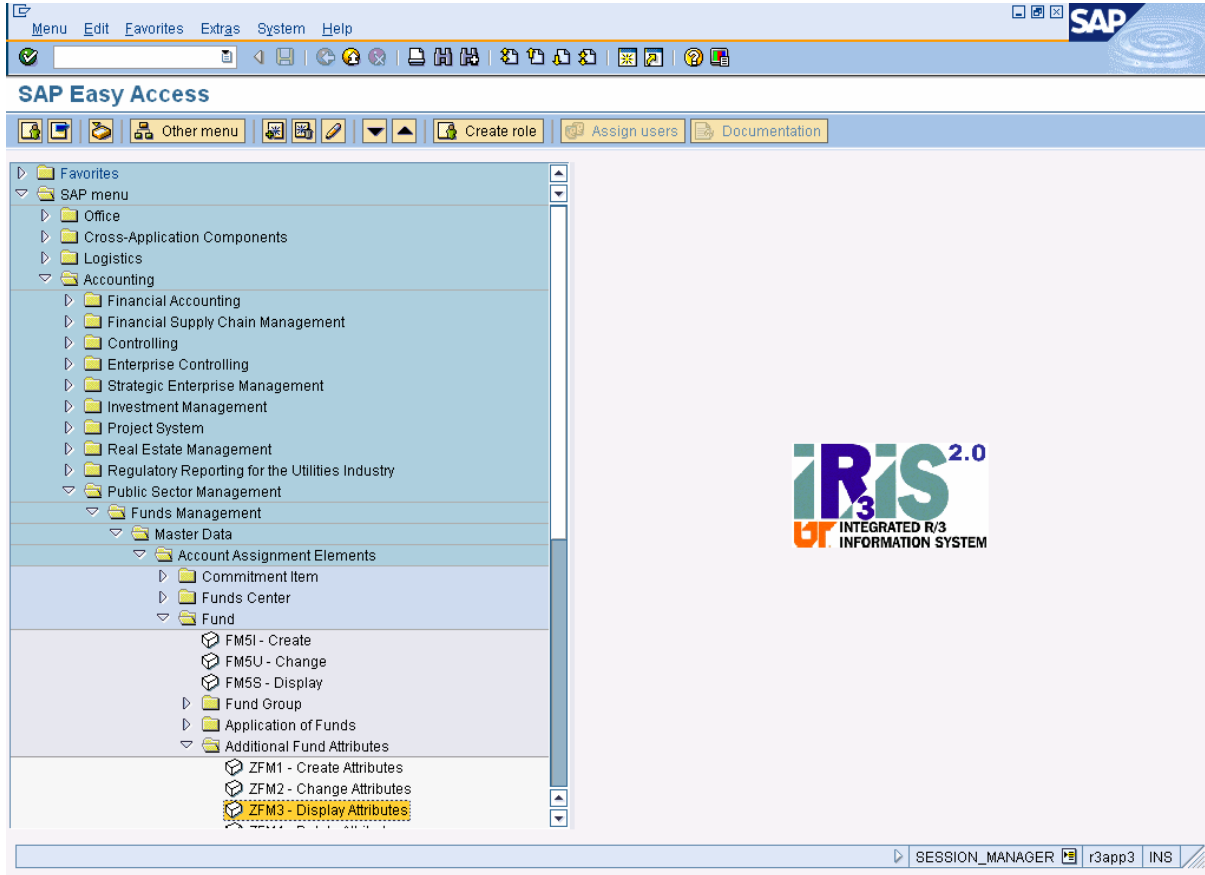 Menu Edit Favorites Extras System Help
SAP
SAP Easy Access
Other menu Create role Assign users Documentation
Favorites
SAP menu
Office
Cross-Application Components
Logistics
Accounting
Financial Accounting
Financial Supply Chain Management
Controlling
Enterprise Controlling
Strategic Enterprise Management
Investment Management
Project System
Real Estate Management
Regulatory Reporting for the Utilities Industry
Public Sector Management
Funds Management
Master Data
Account Assignment Elements
Commitment Item
Funds Center
Fund
FM5I - Create
FM5U - Change
FM5S - Display
Fund Group
Application of Funds
Additional Fund Attributes
ZFM1 - Create Attributes
ZFM2 - Change Attributes
ZFM3 - Display Attributes
iRiS 2.0
3
UT INTEGRATED R/3
INFORMATION SYSTEM
SESSION_MANAGER r3app3 INS